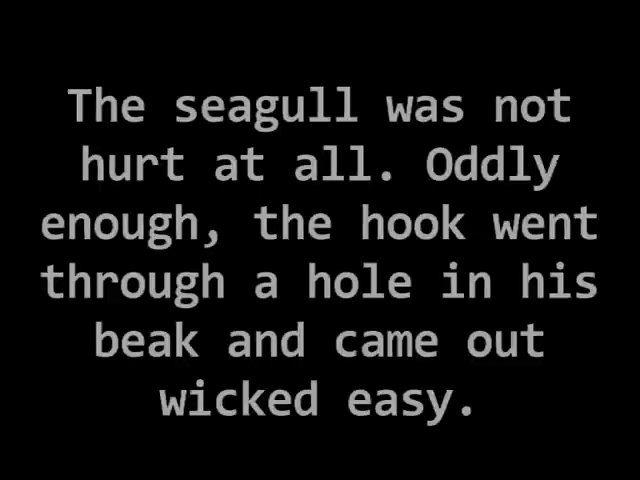 The seagull was not
hurt at all. Oddly
enough, the hook went
through a hole in his
beak and came out
wicked easy.